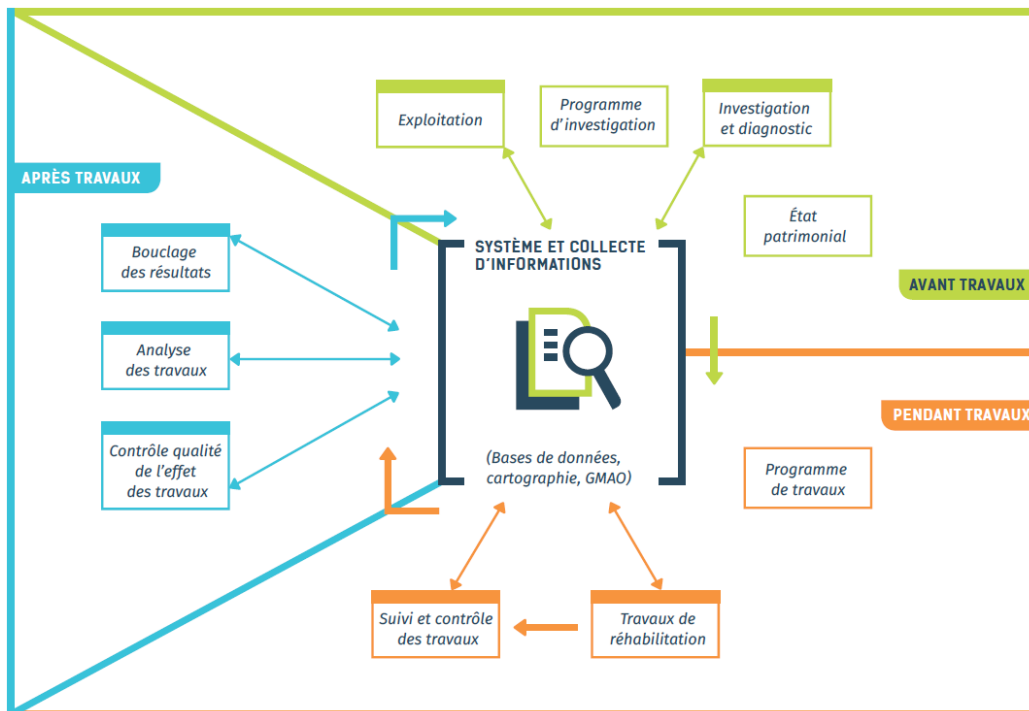 Exploitation
Programme
d’investigation
Investigation
et diagnostic
APRÈS TRAVAUX
État
patrimonial
Bouclage
des résultats
SYSTÈME ET COLLECTE
D’INFORMATIONS
AVANT TRAVAUX
Analyse
des travaux
PENDANT TRAVAUX
Contrôle qualité
de l’effet
des travaux
(Bases de données,
cartographie, GMAO)
Programme
de travaux
Suivi et contrôle
des travaux
Travaux de
réhabilitation